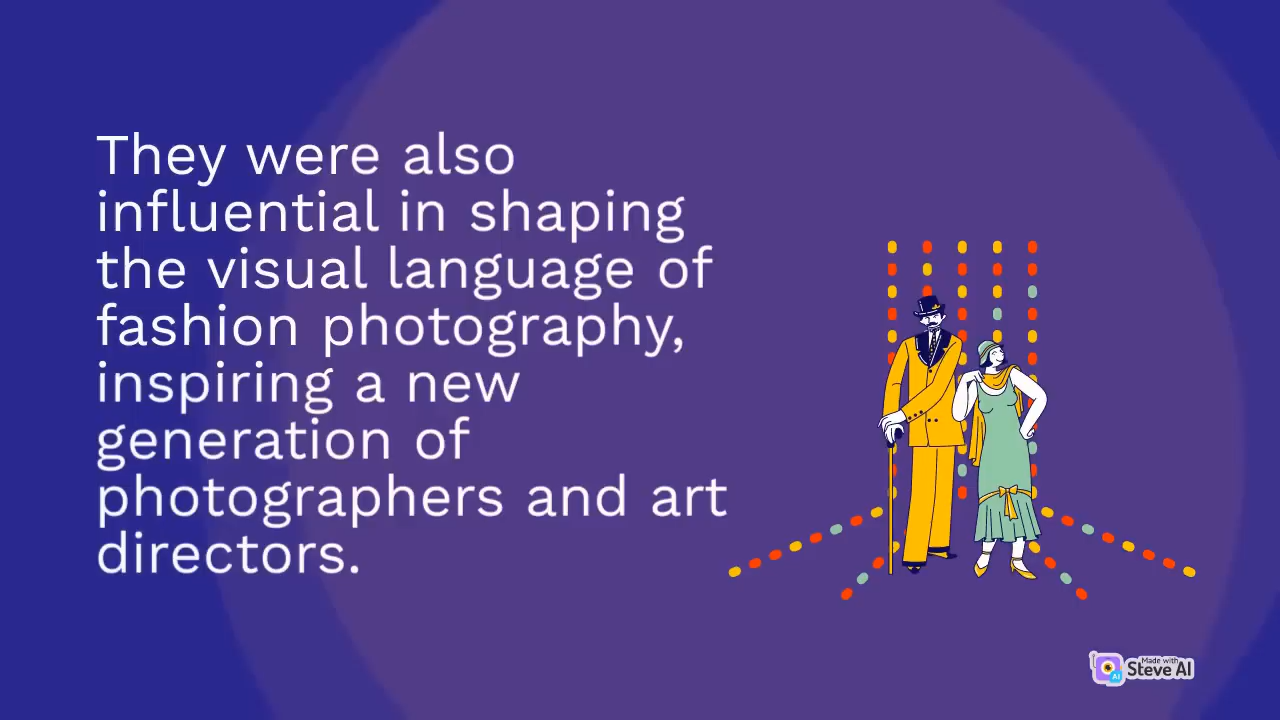 They were also
influential in shaping
the visual language of
fashion photography,
inspiring a new
generation of
photographers and art
directors.
Made with
Steve AI
AI